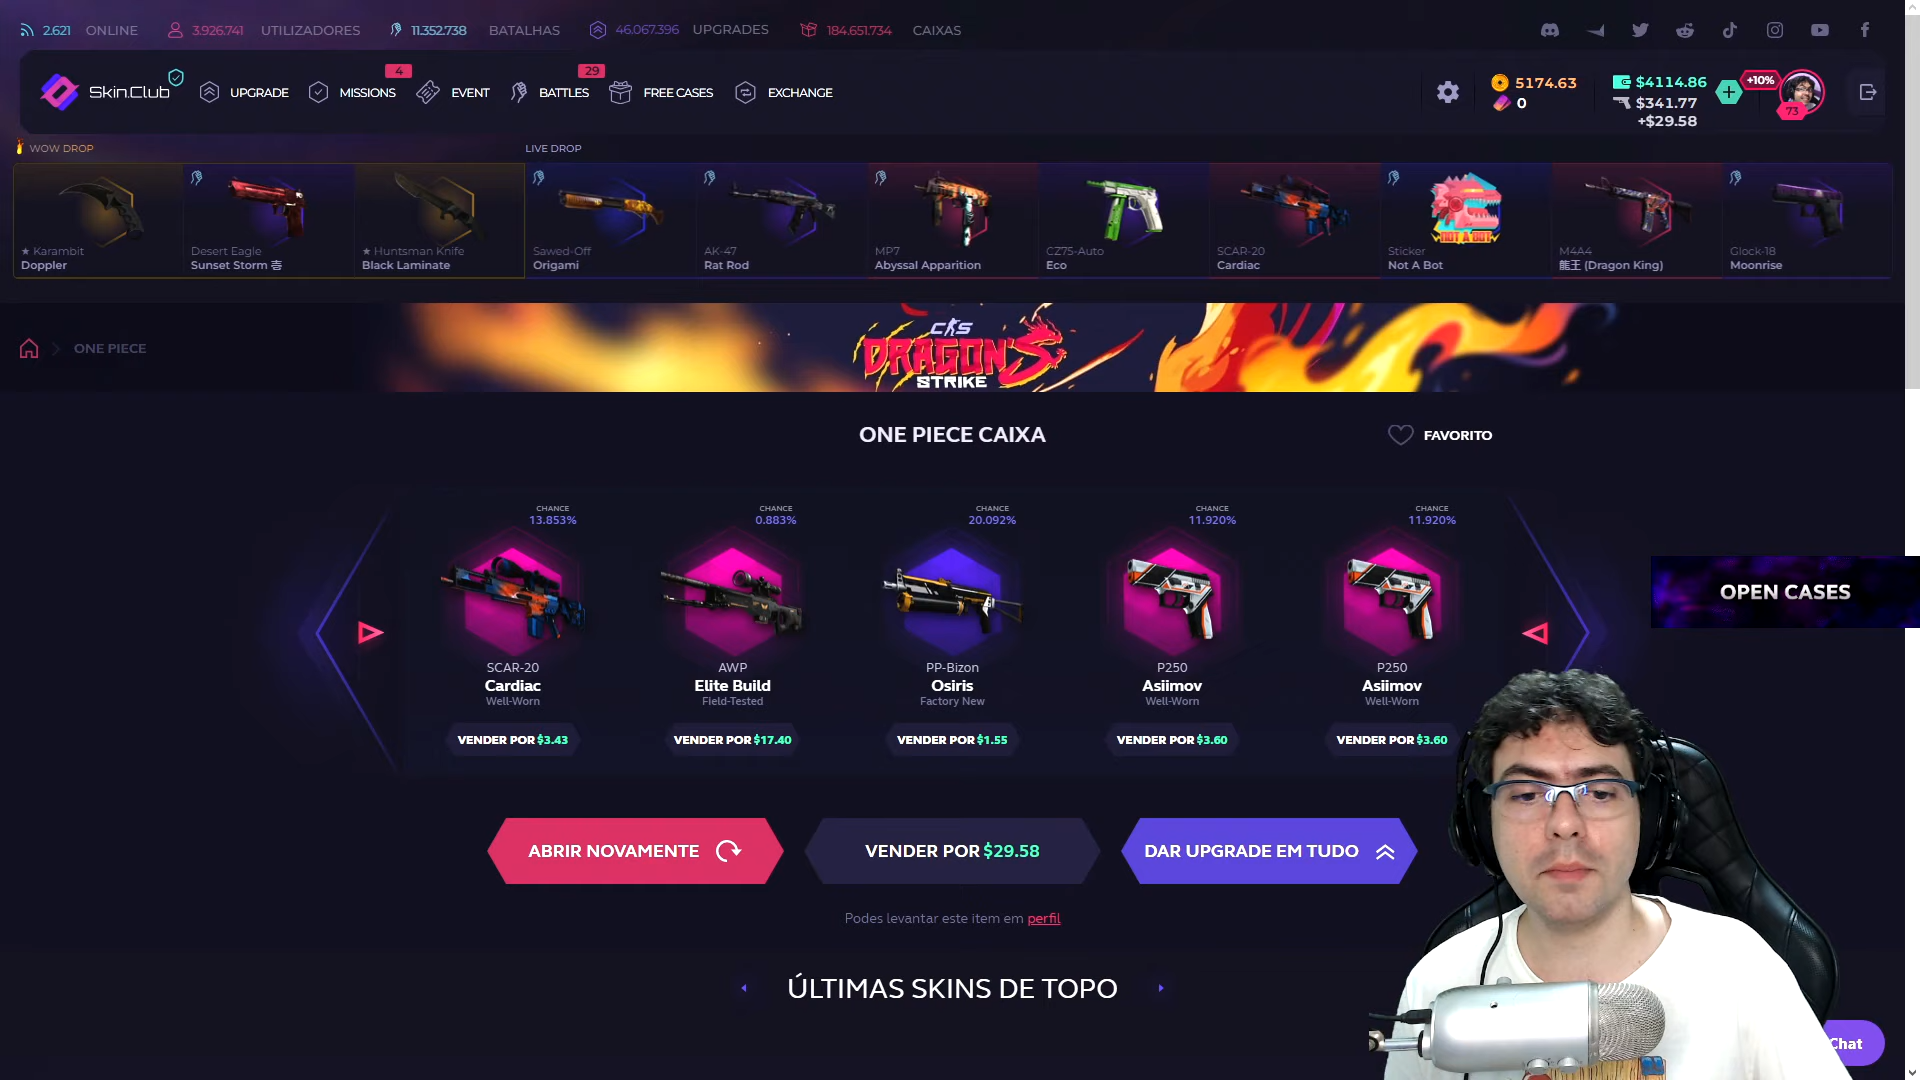 2.621 ONLINE 3.926.741 UTILIZADORES 11.352.738 BATALHAS 46.067.396 UPGRADES 184.651.734 CAIXAS
Skin.Club UPGRADE 4 MISSIONS EVENT 29 BATTLES FREE CASES EXCHANGE
5174.63
0
$4114.86
$341.77
+$29.58
+10%
73
WOW DROP
LIVE DROP
★ Karambit
Doppler
Desert Eagle
Sunset Storm 壱
★ Huntsman Knife
Black Laminate
Sawed-Off
Origami
AK-47
Rat Rod
MP7
Abyssal Apparition
CZ75-Auto
Eco
SCAR-20
Cardiac
NOT A BOT
Sticker
Not A Bot
M4A4
龍王 (Dragon King)
Glock-18
Moonrise
ONE PIECE
CS
DRAGON'S
STRIKE
ONE PIECE CAIXA
FAVORITO
CHANCE
13.853%
SCAR-20
Cardiac
Well-Worn
VENDER POR $3.43
CHANCE
0.883%
AWP
Elite Build
Field-Tested
VENDER POR $17.40
CHANCE
20.092%
PP-Bizon
Osiris
Factory New
VENDER POR $1.55
CHANCE
11.920%
P250
Asiimov
Well-Worn
VENDER POR $3.60
CHANCE
11.920%
P250
Asiimov
Well-Worn
VENDER POR $3.60
OPEN CASES
ABRIR NOVAMENTE
VENDER POR $29.58
DAR UPGRADE EM TUDO
Podes levantar este item em perfil
ÚLTIMAS SKINS DE TOPO
Chat